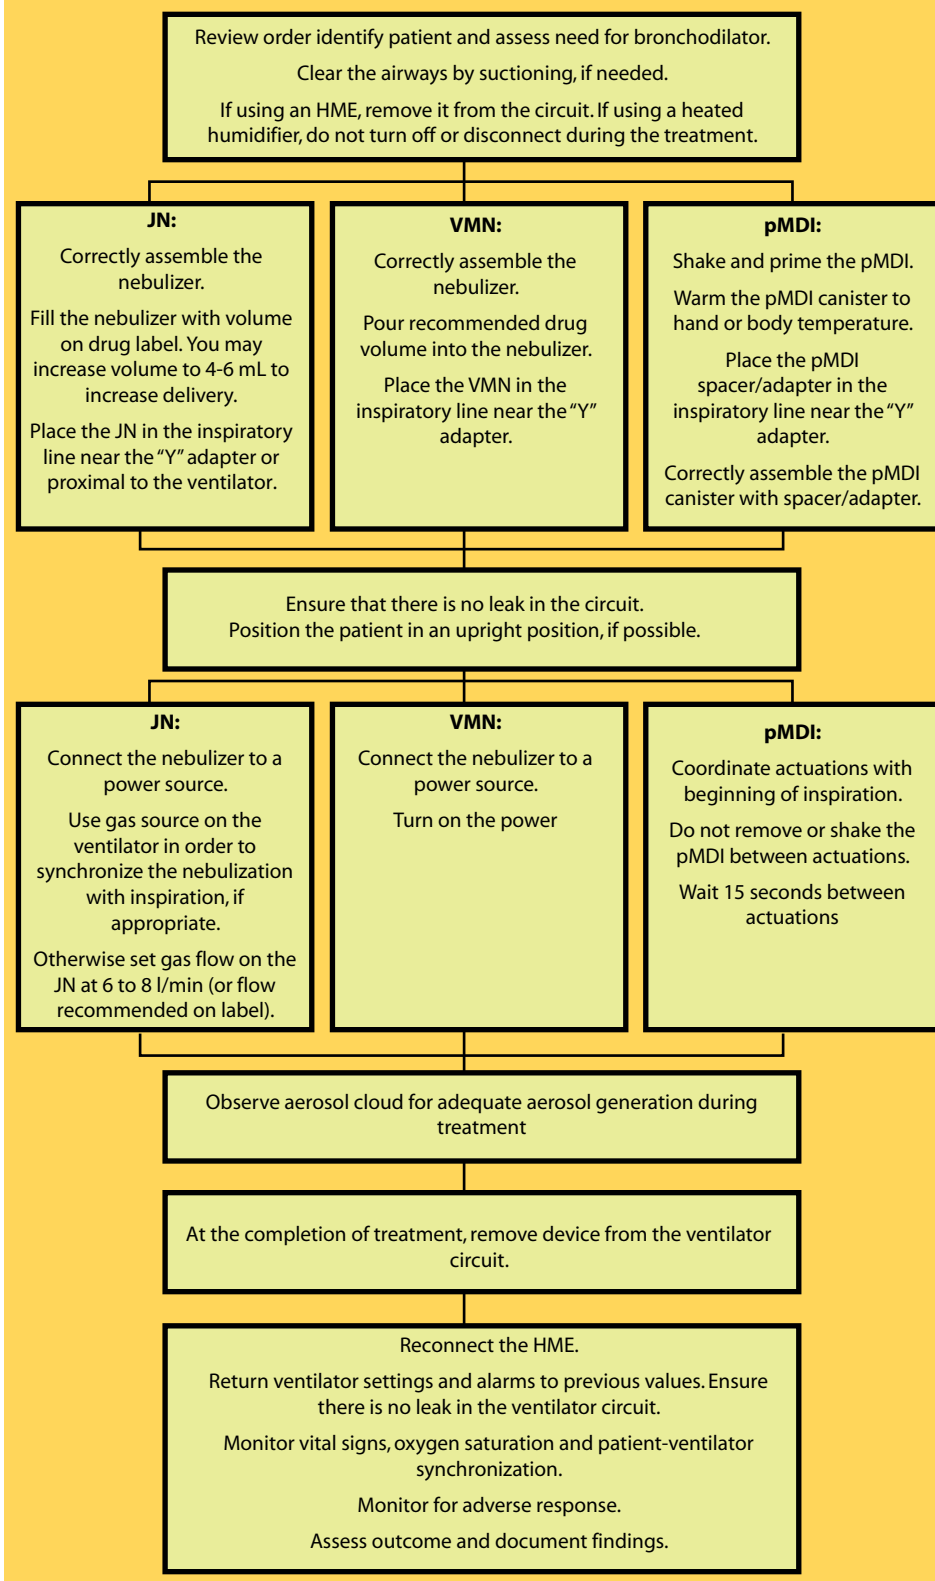 Review order identify patient and assess need for bronchodilator.
Clear the airways by suctioning, if needed.
If using an HME, remove it from the circuit. If using a heated
humidifier, do not turn off or disconnect during the treatment.
JN:
Correctly assemble the
nebulizer.
Fill the nebulizer with volume
on drug label. You may
increase volume to 4-6 mL to
increase delivery.
Place the JN in the inspiratory
line near the “Y” adapter or
proximal to the ventilator.
VMN:
Correctly assemble the
nebulizer.
Pour recommended drug
volume into the nebulizer.
Place the VMN in the
inspiratory line near the “Y”
adapter.
pMDI:
Shake and prime the pMDI.
Warm the pMDI canister to
hand or body temperature.
Place the pMDI
spacer/adapter in the
inspiratory line near the “Y”
adapter.
Correctly assemble the pMDI
canister with spacer/adapter.
Ensure that there is no leak in the circuit.
Position the patient in an upright position, if possible.
JN:
Connect the nebulizer to a
power source.
Use gas source on the
ventilator in order to
synchronize the nebulization
with inspiration, if
appropriate.
Otherwise set gas flow on the
JN at 6 to 8 l/min (or flow
recommended on label).
VMN:
Connect the nebulizer to a
power source.
Turn on the power
pMDI:
Coordinate actuations with
beginning of inspiration.
Do not remove or shake the
pMDI between actuations.
Wait 15 seconds between
actuations
Observe aerosol cloud for adequate aerosol generation during
treatment
At the completion of treatment, remove device from the ventilator
circuit.
Reconnect the HME.
Return ventilator settings and alarms to previous values. Ensure
there is no leak in the ventilator circuit.
Monitor vital signs, oxygen saturation and patient-ventilator
synchronization.
Monitor for adverse response.
Assess outcome and document findings.